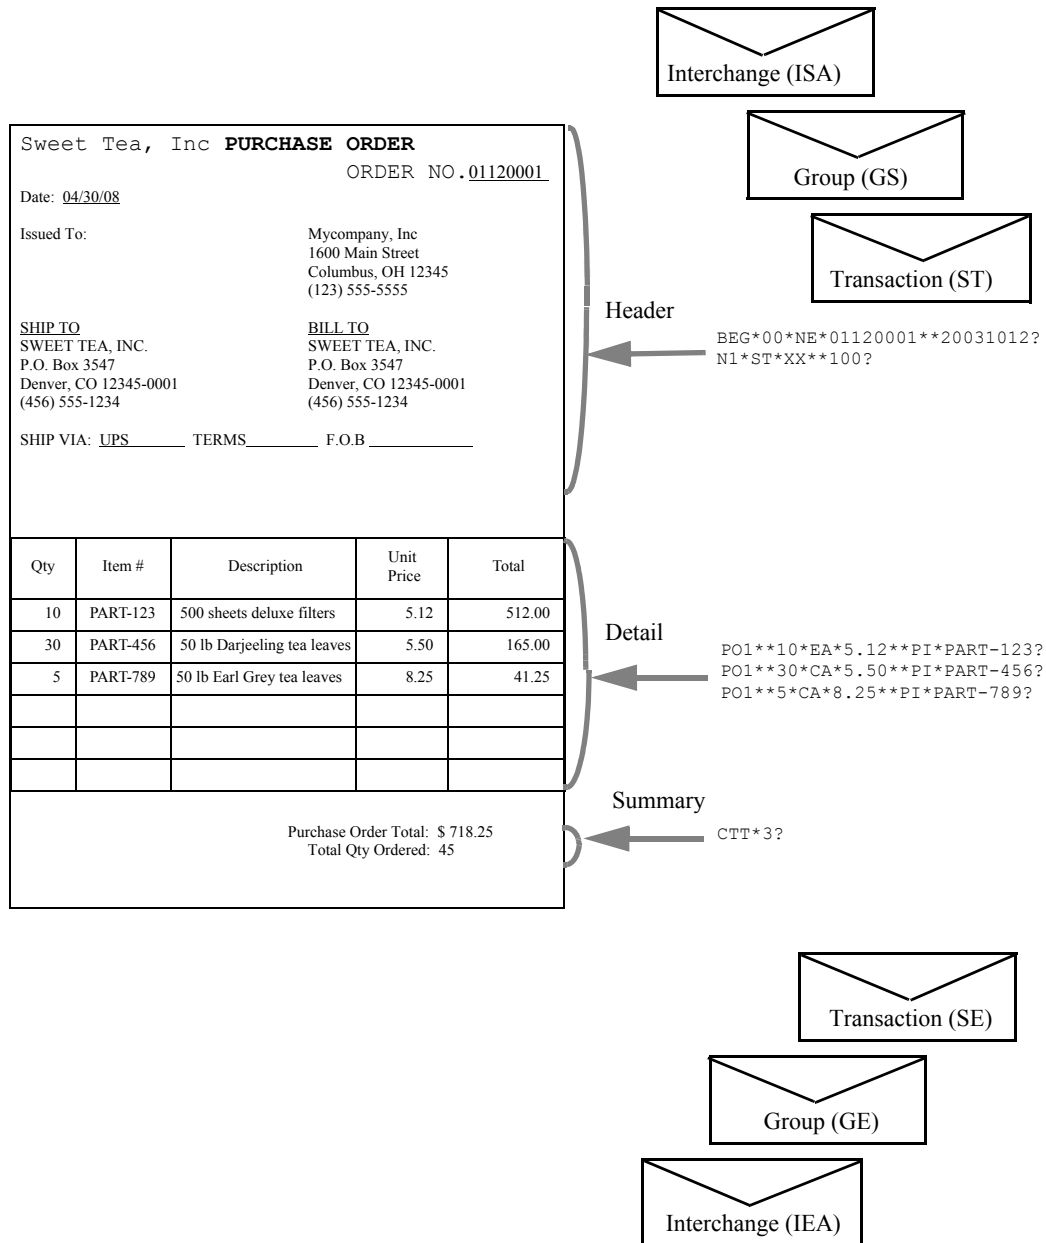 Interchange (ISA)
Group (GS)
Transaction (ST)
Sweet Tea, Inc PURCHASE ORDER
ORDER NO.01120001
Date: 04/30/08
Issued To:
Mycompany, Inc
1600 Main Street
Columbus, OH 12345
(123) 555-5555
SHIP TO
SWEET TEA, INC.
P.O. Box 3547
Denver, CO 12345-0001
(456) 555-1234
BILL TO
SWEET TEA, INC.
P.O. Box 3547
Denver, CO 12345-0001
(456) 555-1234
SHIP VIA: UPS TERMS F.O.B
Header
BEG*00*NE*01120001**20031012?
N1*ST*XX**100?
Qty Item # Description Unit Price Total
10 PART-123 500 sheets deluxe filters 5.12 512.00
30 PART-456 50 lb Darjeeling tea leaves 5.50 165.00
5 PART-789 50 lb Earl Grey tea leaves 8.25 41.25
Detail
PO1**10*EA*5.12**PI*PART-123?
PO1**30*CA*5.50**PI*PART-456?
PO1**5*CA*8.25**PI*PART-789?
Summary
Purchase Order Total: $ 718.25
Total Qty Ordered: 45
CTT*3?
Transaction (SE)
Group (GE)
Interchange (IEA)